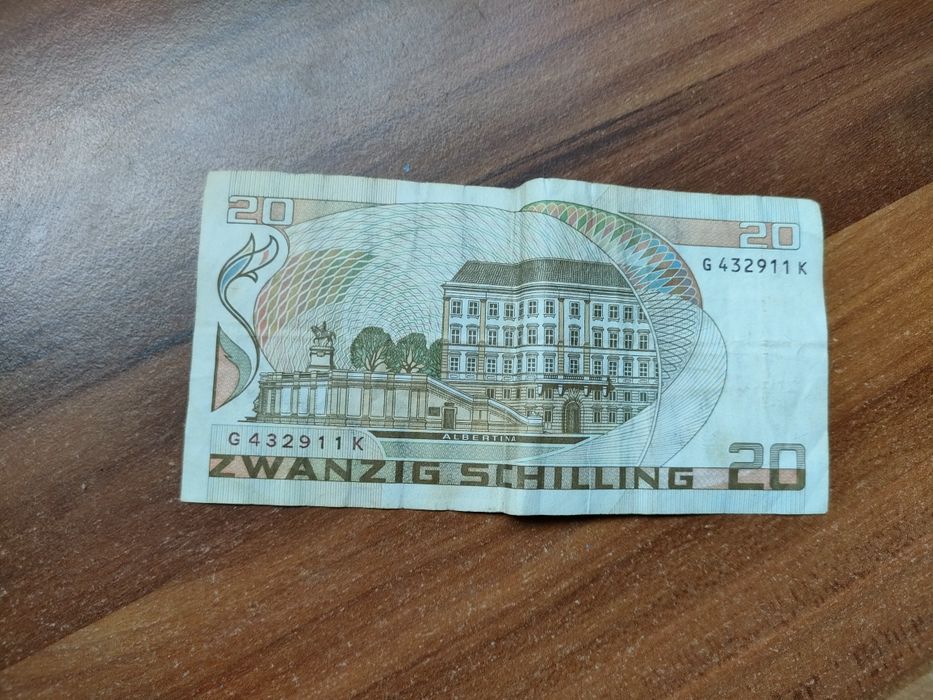 20
20
G 432911 K
ALBERTINA
G 432911 K
ZWANZIG SCHILLING 20